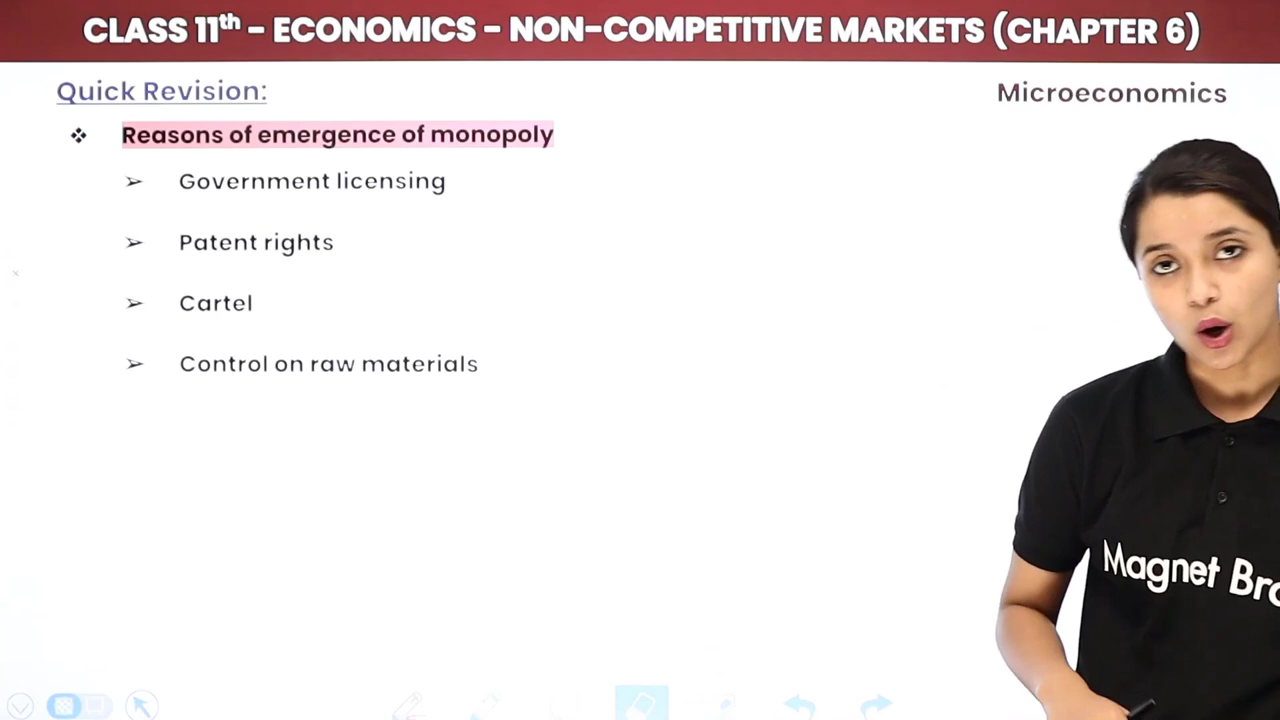 CLASS 11th – ECONOMICS – NON-COMPETITIVE MARKETS (CHAPTER 6)
Quick Revision:
Microeconomics
❖ Reasons of emergence of monopoly
➢ Government licensing
➢ Patent rights
➢ Cartel
➢ Control on raw materials
Magnet